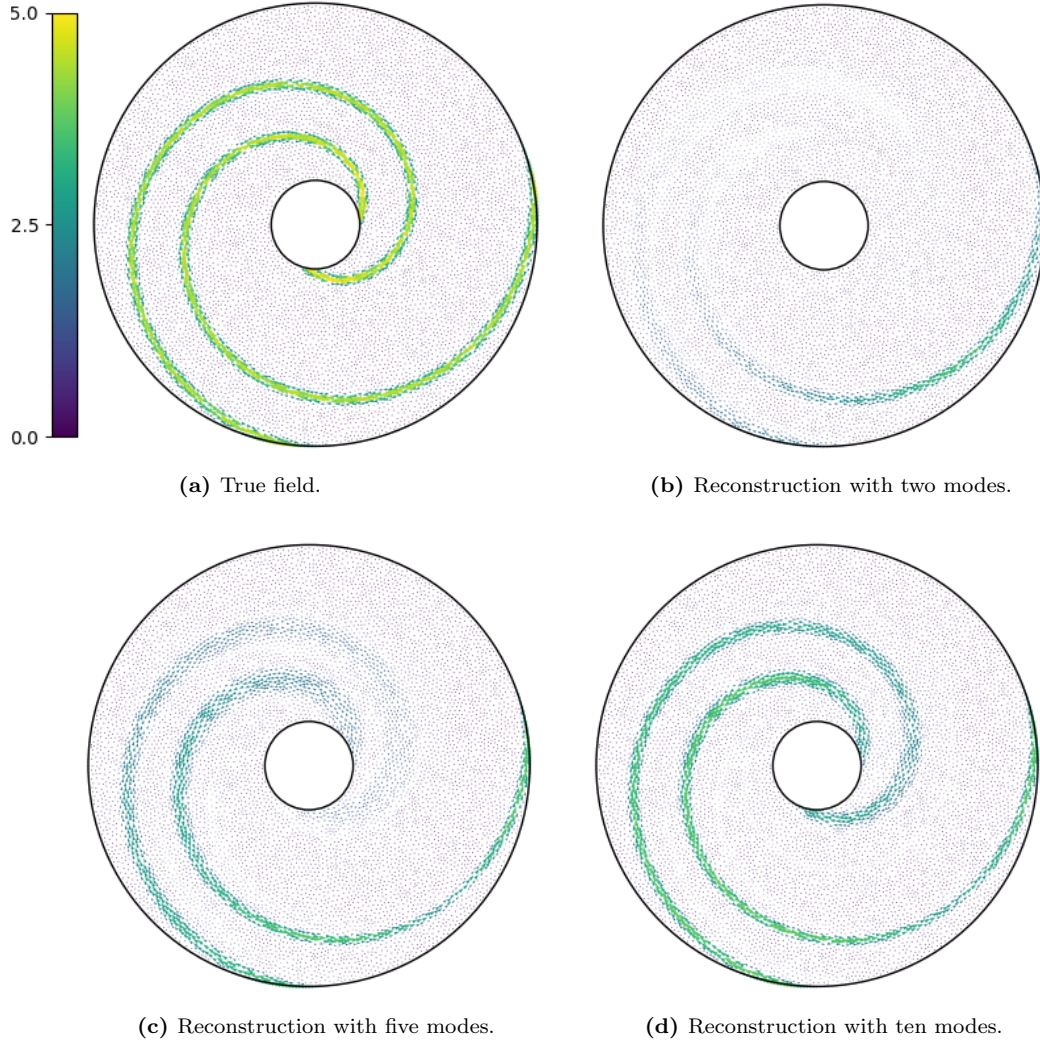 5.0
2.5
0.0
(a) True field.
(b) Reconstruction with two modes.
(c) Reconstruction with five modes.
(d) Reconstruction with ten modes.